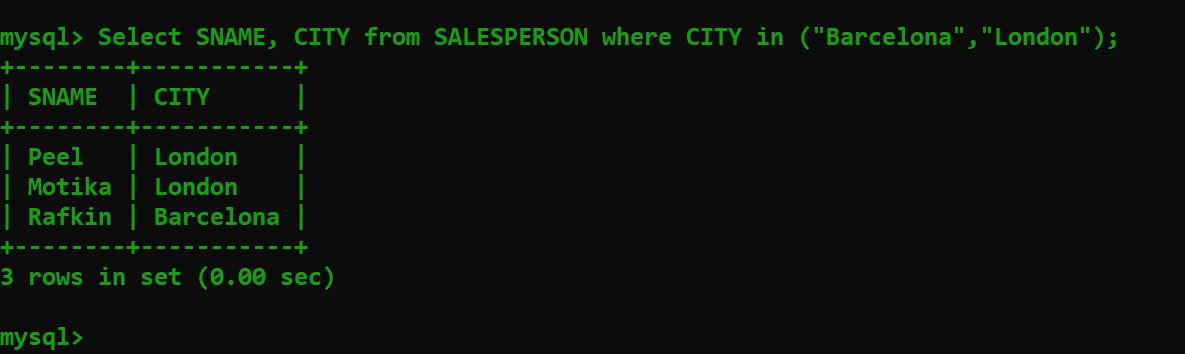 mysql> Select SNAME, CITY from SALESPERSON where CITY in ("Barcelona","London");
+--------+-----------+
| SNAME  | CITY      |
+--------+-----------+
| Peel   | London    |
| Motika | London    |
| Rafkin | Barcelona |
+--------+-----------+
3 rows in set (0.00 sec)
mysql>